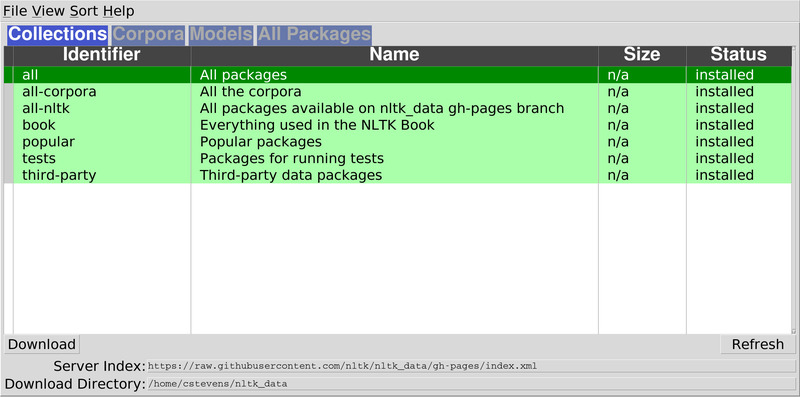 File View Sort Help
Collections Corpora Models All Packages
Identifier Name Size Status
all All packages n/a installed
all-corpora All the corpora n/a installed
all-nltk All packages available on nltk_data gh-pages branch n/a installed
book Everything used in the NLTK Book n/a installed
popular Popular packages n/a installed
tests Packages for running tests n/a installed
third-party Third-party data packages n/a installed
Download Refresh
Server Index: https://raw.githubusercontent.com/nltk/nltk_data/gh-pages/index.xml
Download Directory: /home/cstevens/nltk_data